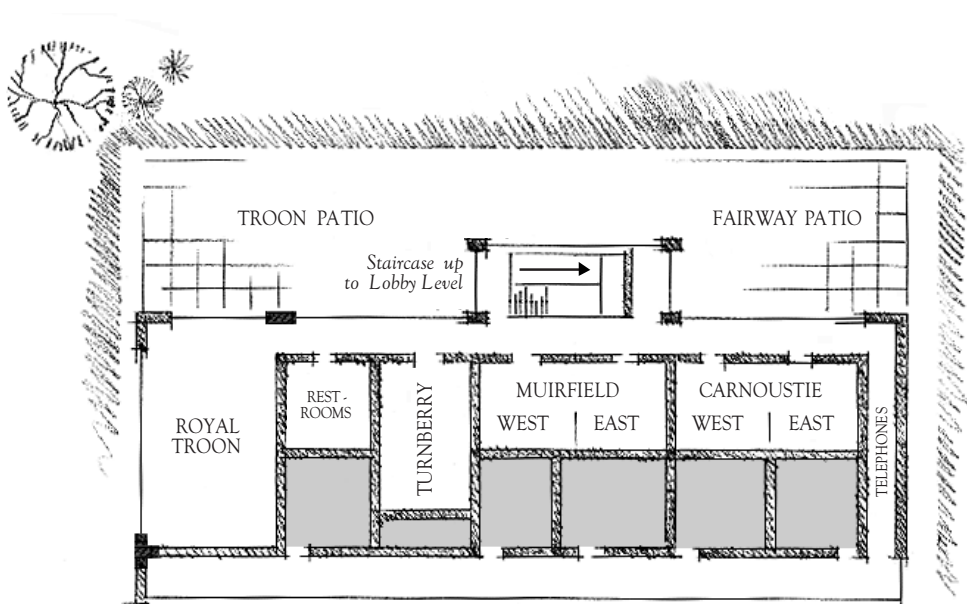 TROON PATIO
FAIRWAY PATIO
Staircase up
to Lobby Level
ROYAL
TROON
REST-
ROOMS
TURNBERRY
MUIRFIELD
WEST | EAST
CARNOUSTIE
WEST | EAST
TELEPHONES